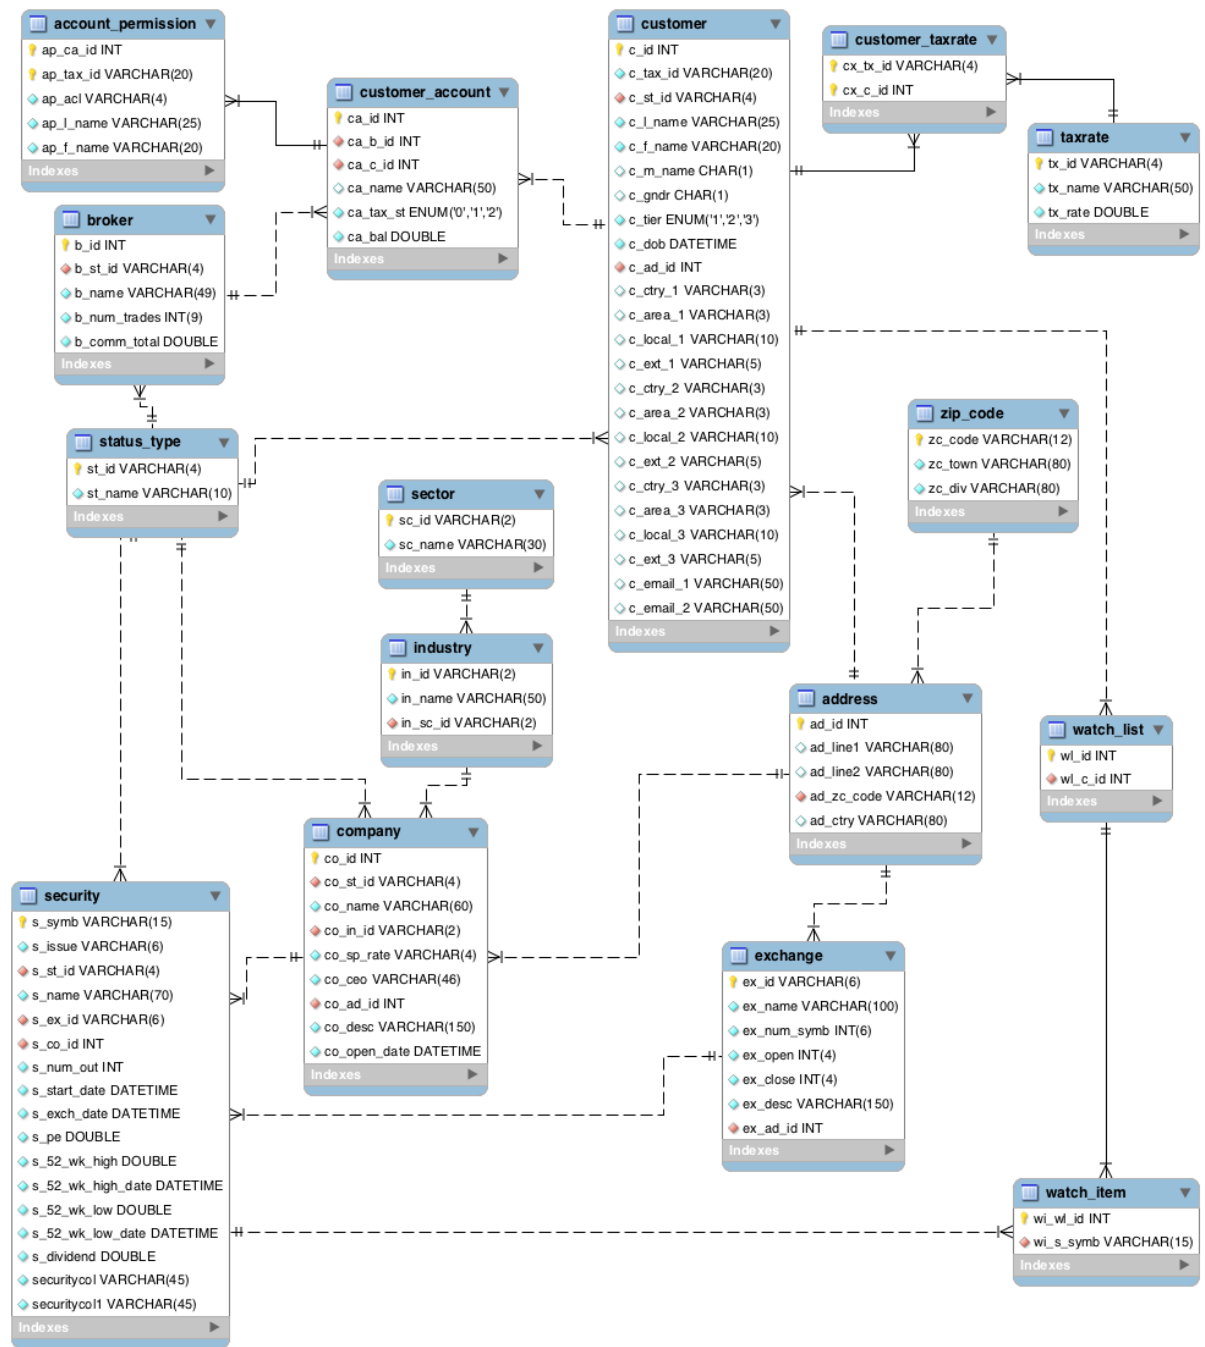 account_permission
ap_ca_id INT
ap_tax_id VARCHAR(20)
ap_acl VARCHAR(4)
ap_l_name VARCHAR(25)
ap_f_name VARCHAR(20)
Indexes
customer_account
ca_id INT
ca_b_id INT
ca_c_id INT
ca_name VARCHAR(50)
ca_tax_st ENUM('0','1','2')
ca_bal DOUBLE
Indexes
customer
c_id INT
c_tax_id VARCHAR(20)
c_st_id VARCHAR(4)
c_l_name VARCHAR(25)
c_f_name VARCHAR(20)
c_m_name CHAR(1)
c_gndr CHAR(1)
c_tier ENUM('1','2','3')
c_dob DATETIME
c_ad_id INT
c_ctry_1 VARCHAR(3)
c_area_1 VARCHAR(3)
c_local_1 VARCHAR(10)
c_ext_1 VARCHAR(5)
c_ctry_2 VARCHAR(3)
c_area_2 VARCHAR(3)
c_local_2 VARCHAR(10)
c_ext_2 VARCHAR(5)
c_ctry_3 VARCHAR(3)
c_area_3 VARCHAR(3)
c_local_3 VARCHAR(10)
c_ext_3 VARCHAR(5)
c_email_1 VARCHAR(50)
c_email_2 VARCHAR(50)
Indexes
customer_taxrate
cx_tx_id VARCHAR(4)
cx_c_id INT
Indexes
taxrate
tx_id VARCHAR(4)
tx_name VARCHAR(50)
tx_rate DOUBLE
Indexes
broker
b_id INT
b_st_id VARCHAR(4)
b_name VARCHAR(49)
b_num_trades INT(9)
b_comm_total DOUBLE
Indexes
status_type
st_id VARCHAR(4)
st_name VARCHAR(10)
Indexes
sector
sc_id VARCHAR(2)
sc_name VARCHAR(30)
Indexes
zip_code
zc_code VARCHAR(12)
zc_town VARCHAR(80)
zc_div VARCHAR(80)
Indexes
industry
in_id VARCHAR(2)
in_name VARCHAR(50)
in_sc_id VARCHAR(2)
Indexes
address
ad_id INT
ad_line1 VARCHAR(80)
ad_line2 VARCHAR(80)
ad_zc_code VARCHAR(12)
ad_ctry VARCHAR(80)
Indexes
watch_list
wl_id INT
wl_c_id INT
Indexes
company
co_id INT
co_st_id VARCHAR(4)
co_name VARCHAR(60)
co_in_id VARCHAR(2)
co_sp_rate VARCHAR(4)
co_ceo VARCHAR(46)
co_ad_id INT
co_desc VARCHAR(150)
co_open_date DATETIME
Indexes
security
s_symb VARCHAR(15)
s_issue VARCHAR(6)
s_st_id VARCHAR(4)
s_name VARCHAR(70)
s_ex_id VARCHAR(6)
s_co_id INT
s_num_out INT
s_start_date DATETIME
s_exch_date DATETIME
s_pe DOUBLE
s_52_wk_high DOUBLE
s_52_wk_high_date DATETIME
s_52_wk_low DOUBLE
s_52_wk_low_date DATETIME
s_dividend DOUBLE
securitycol VARCHAR(45)
securitycol1 VARCHAR(45)
Indexes
exchange
ex_id VARCHAR(6)
ex_name VARCHAR(100)
ex_num_symb INT(6)
ex_open INT(4)
ex_close INT(4)
ex_desc VARCHAR(150)
ex_ad_id INT
Indexes
watch_item
wi_wl_id INT
wi_s_symb VARCHAR(15)
Indexes